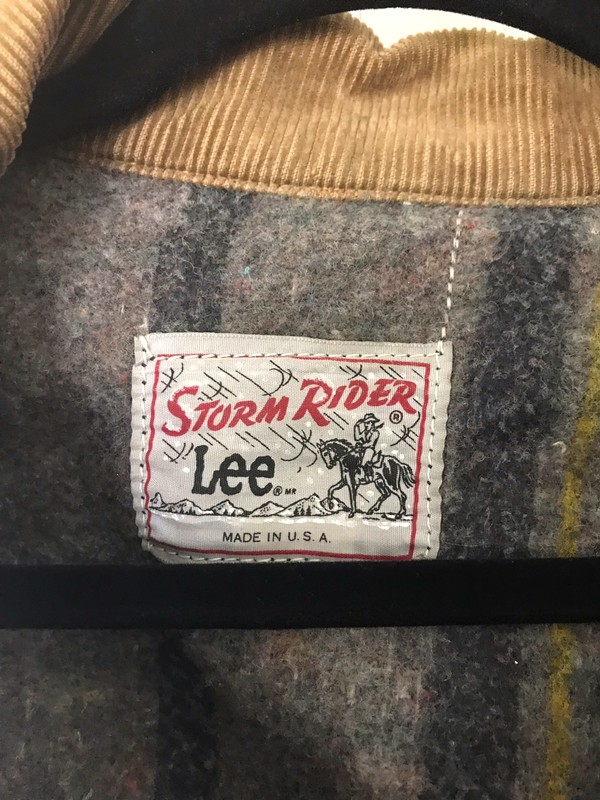 STORM RIDER ®
Lee ® MR
MADE IN U.S.A.